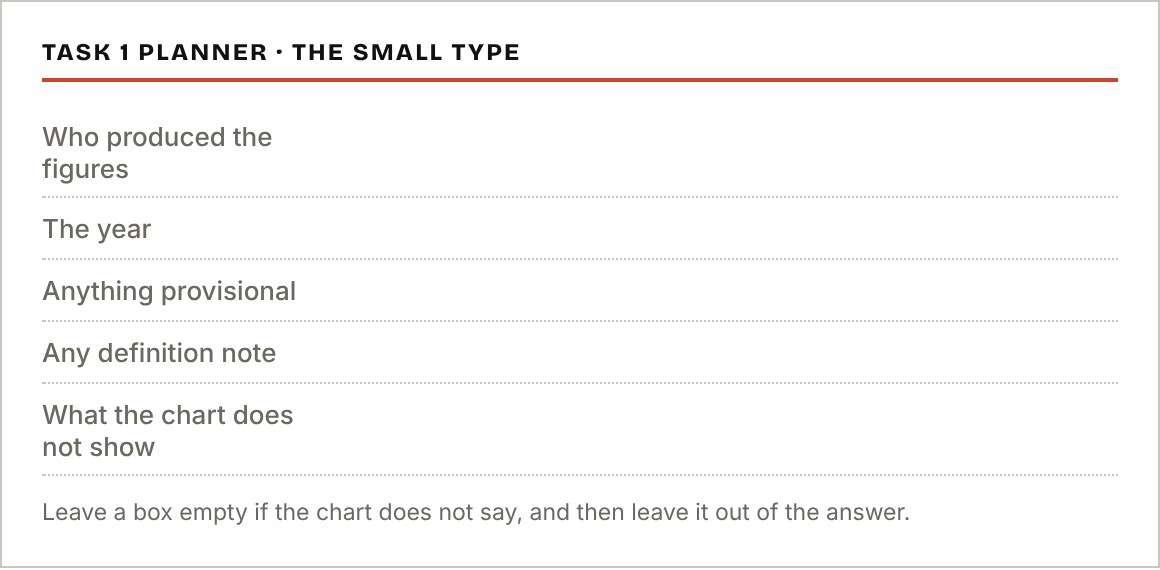 TASK 1 PLANNER · THE SMALL TYPE
Who produced the
figures
The year
Anything provisional
Any definition note
What the chart does
not show
Leave a box empty if the chart does not say, and then leave it out of the answer.